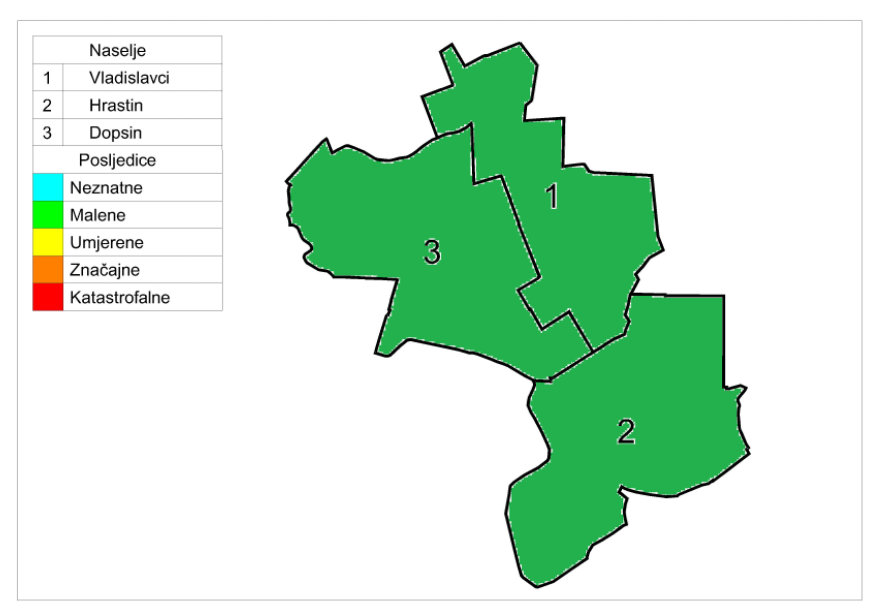 Naselje
1 Vladislavci
2 Hrastin
3 Dopsin
Posljedice
Neznatne
Malene
Umjerene
Značajne
Katastrofalne
1
3
2